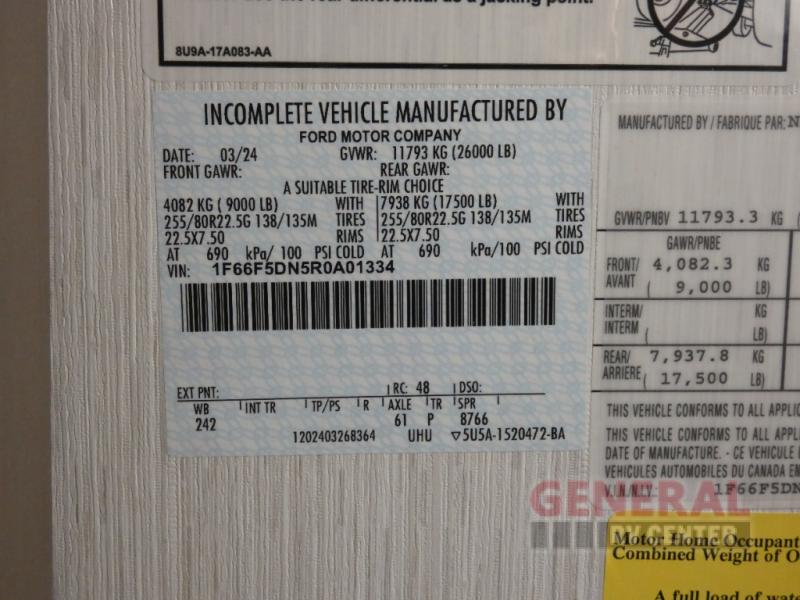 8U9A-17A083-AA
INCOMPLETE VEHICLE MANUFACTURED BY
FORD MOTOR COMPANY
DATE: 03/24 GVWR: 11793 KG (26000 LB)
FRONT GAWR: REAR GAWR:
A SUITABLE TIRE-RIM CHOICE
4082 KG ( 9000 LB) WITH 7938 KG (17500 LB) WITH
255/80R22.5G 138/135M TIRES 255/80R22.5G 138/135M TIRES
22.5X7.50 RIMS 22.5X7.50 RIMS
AT 690 kPa/ 100 PSI COLD AT 690 kPa/100 PSI COLD
VIN: 1F66F5DN5R0A01334
EXT PNT: RC: 48 DSO:
WB INT TR TP/PS R AXLE TR SPR
242 61 P 8766
1202403268364 UHU ▽5U5A-1520472-BA
MANUFACTURED BY / FABRIQUE PAR:
GVWR/PNBV 11793.3 KG (
GAWR/PNBE
FRONT/ 4,082.3 KG
AVANT ( 9,000 LB)
INTERM/ KG
INTERM ( LB)
REAR/ 7,937.8 KG
ARRIERE ( 17,500 LB)
THIS VEHICLE CONFORMS TO ALL
THIS VEHICLE CONFORMS TO ALL
DATE OF MANUFACTURE. - CE VEHICULE
VEHICULES AUTOMOBILES DU CANADA EN
V.I.N./N.I.V.: 1F66F5DN
GENERAL
RV CENTER
Motor Home Occupant
Combined Weight of
A full load of